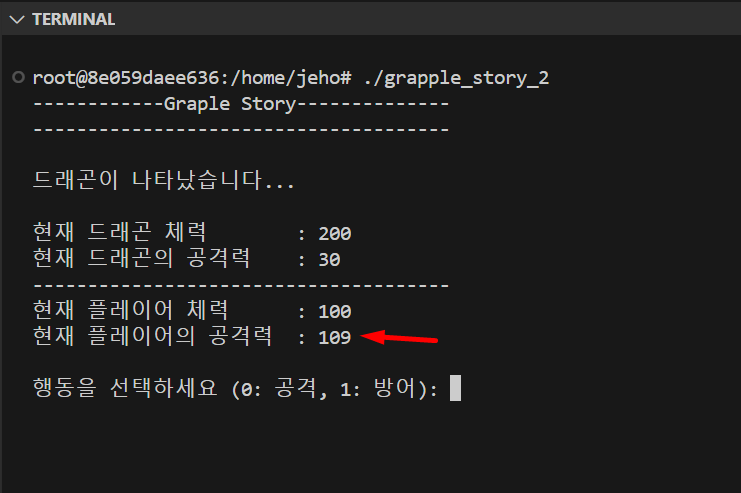 TERMINAL
root@8e059daee636:/home/jeho# ./grapple_story_2
------------Graple Story--------------
--------------------------------------
드래곤이 나타났습니다...
현재 드래곤 체력 : 200
현재 드래곤의 공격력 : 30
--------------------------------------
현재 플레이어 체력 : 100
현재 플레이어의 공격력 : 109
행동을 선택하세요 (0: 공격, 1: 방어):